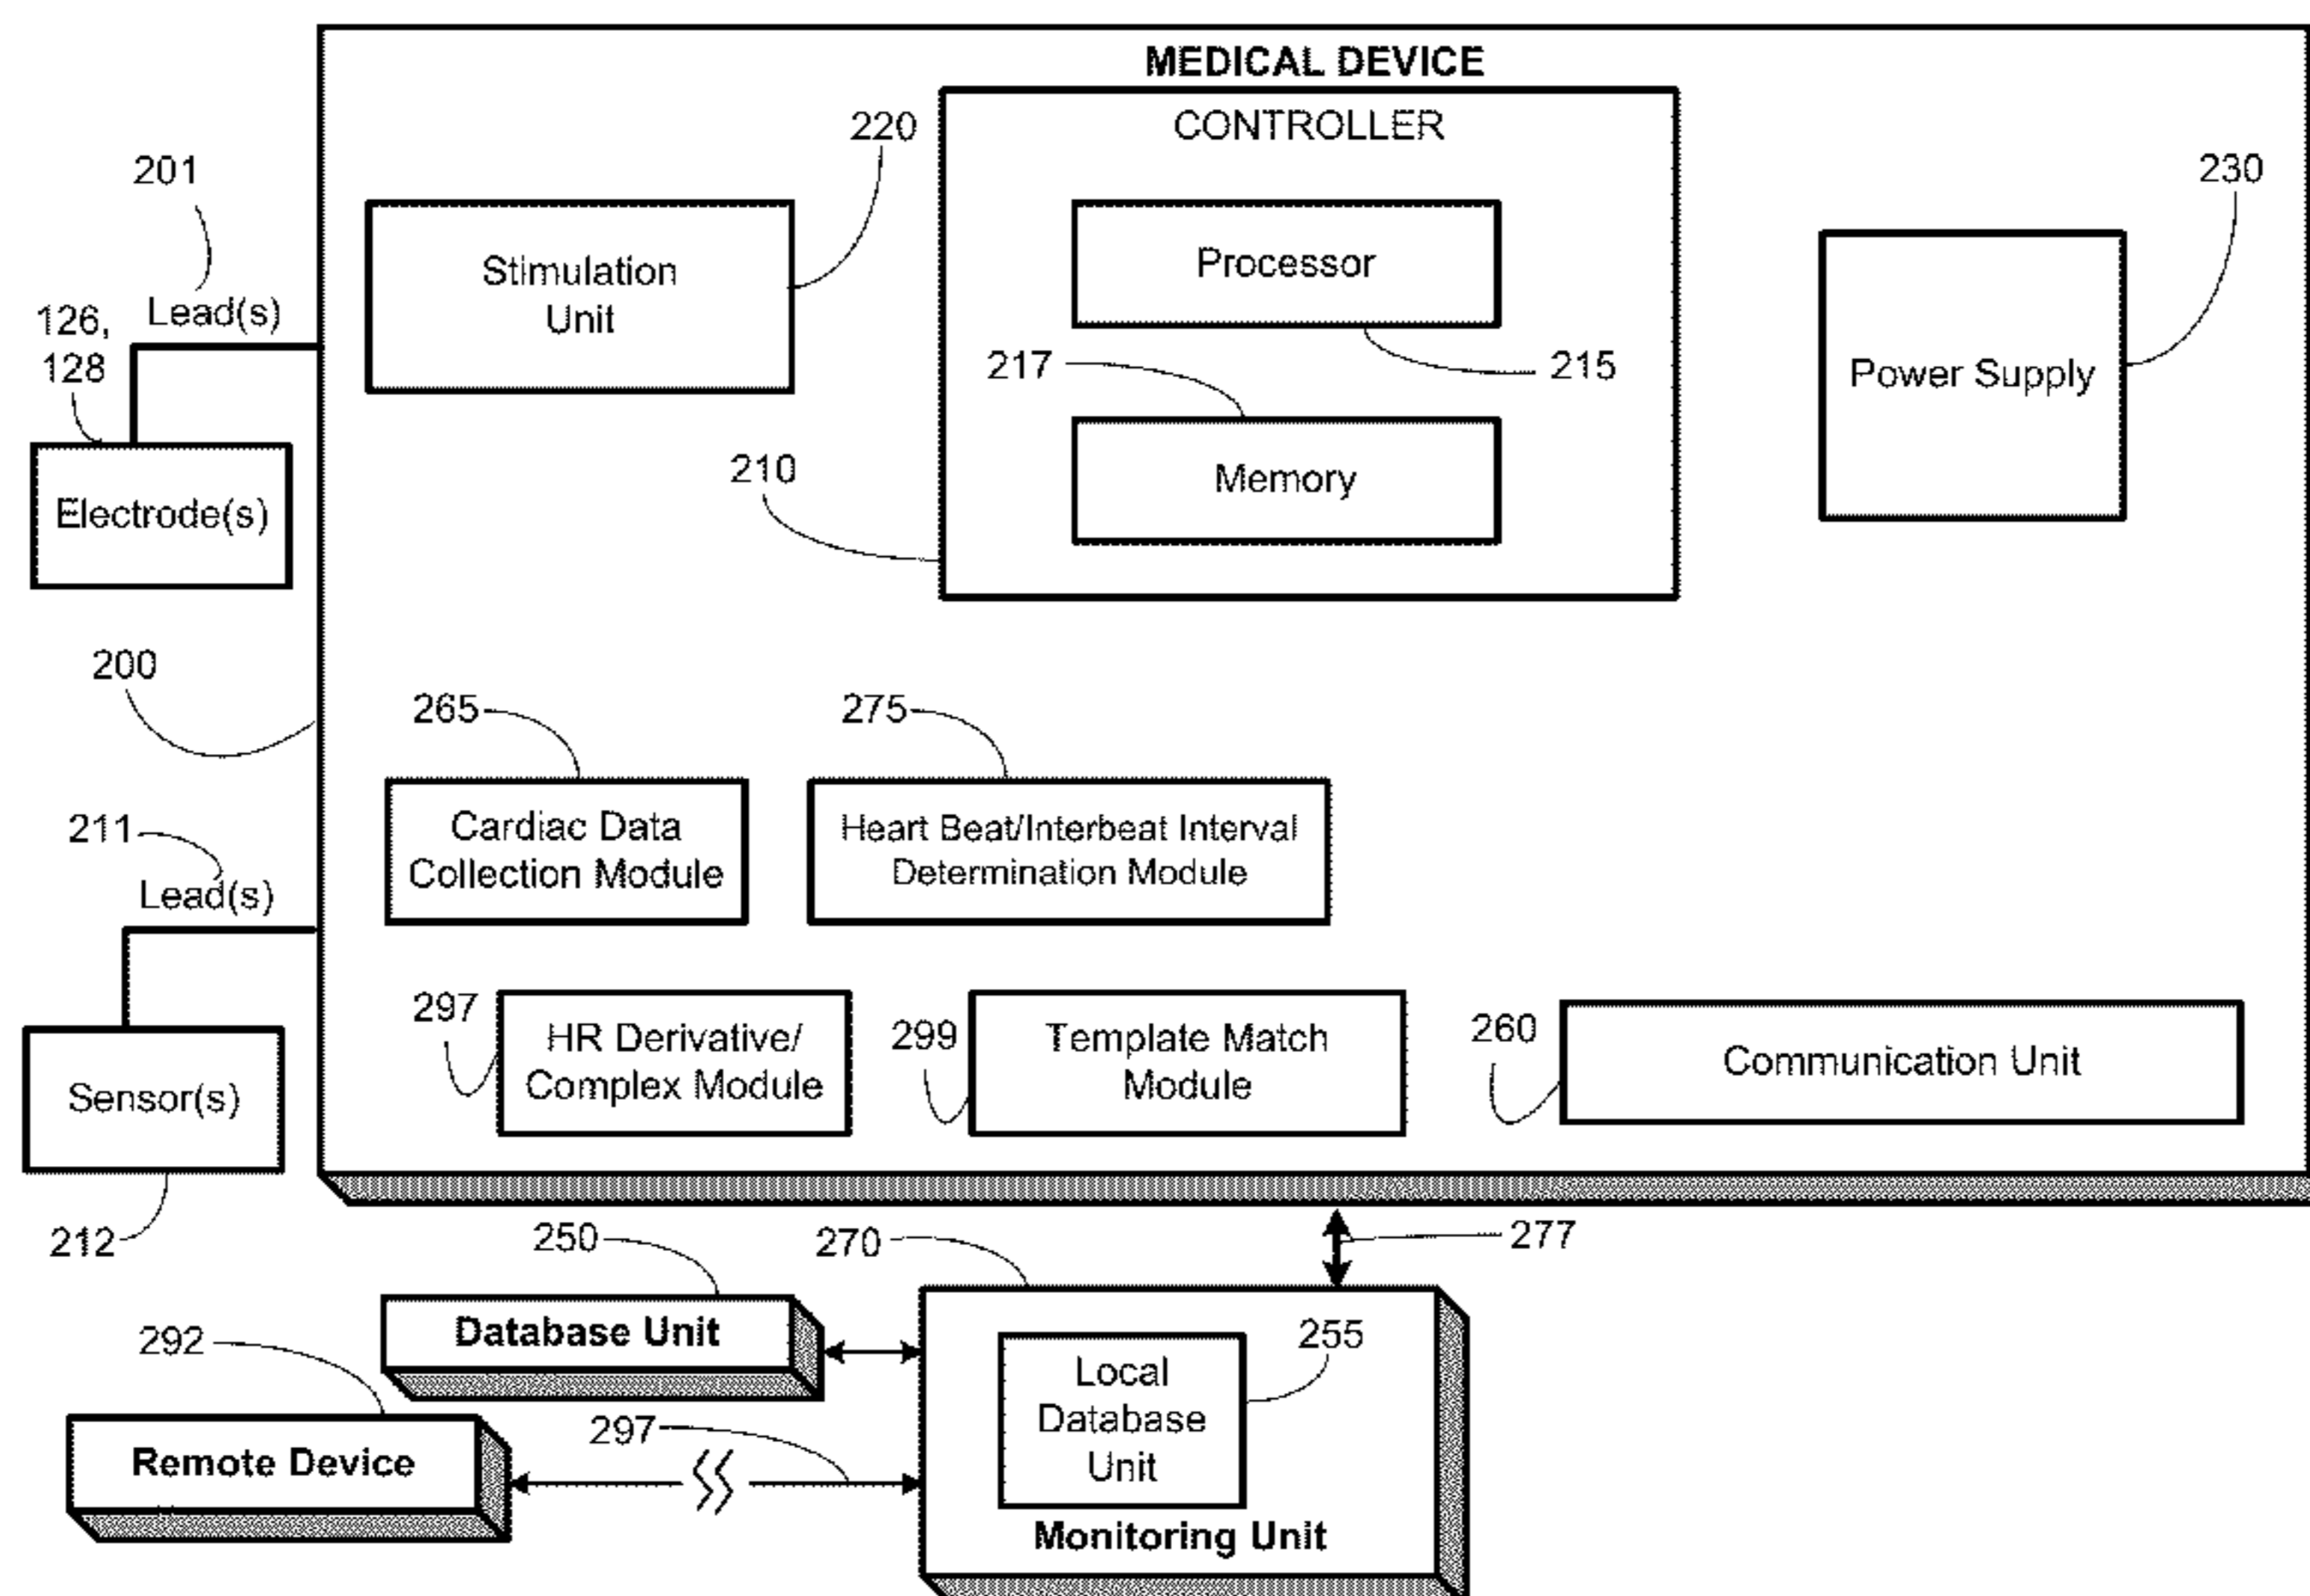 MEDICAL DEVICE
CONTROLLER
220
201
230
Stimulation
Unit
Processor
126,
128
Lead(s)
217
215
Power Supply
210
Memory
Electrode(s)
200
265
275
211
Cardiac Data
Collection Module
Heart Beat/Interbeat Interval
Determination Module
Lead(s)
297
HR Derivative/
Complex Module
299
Template Match
Module
260
Communication Unit
Sensor(s)
212
250
270
277
292
Database Unit
255
Local
Database
Unit
297
Remote Device
Monitoring Unit